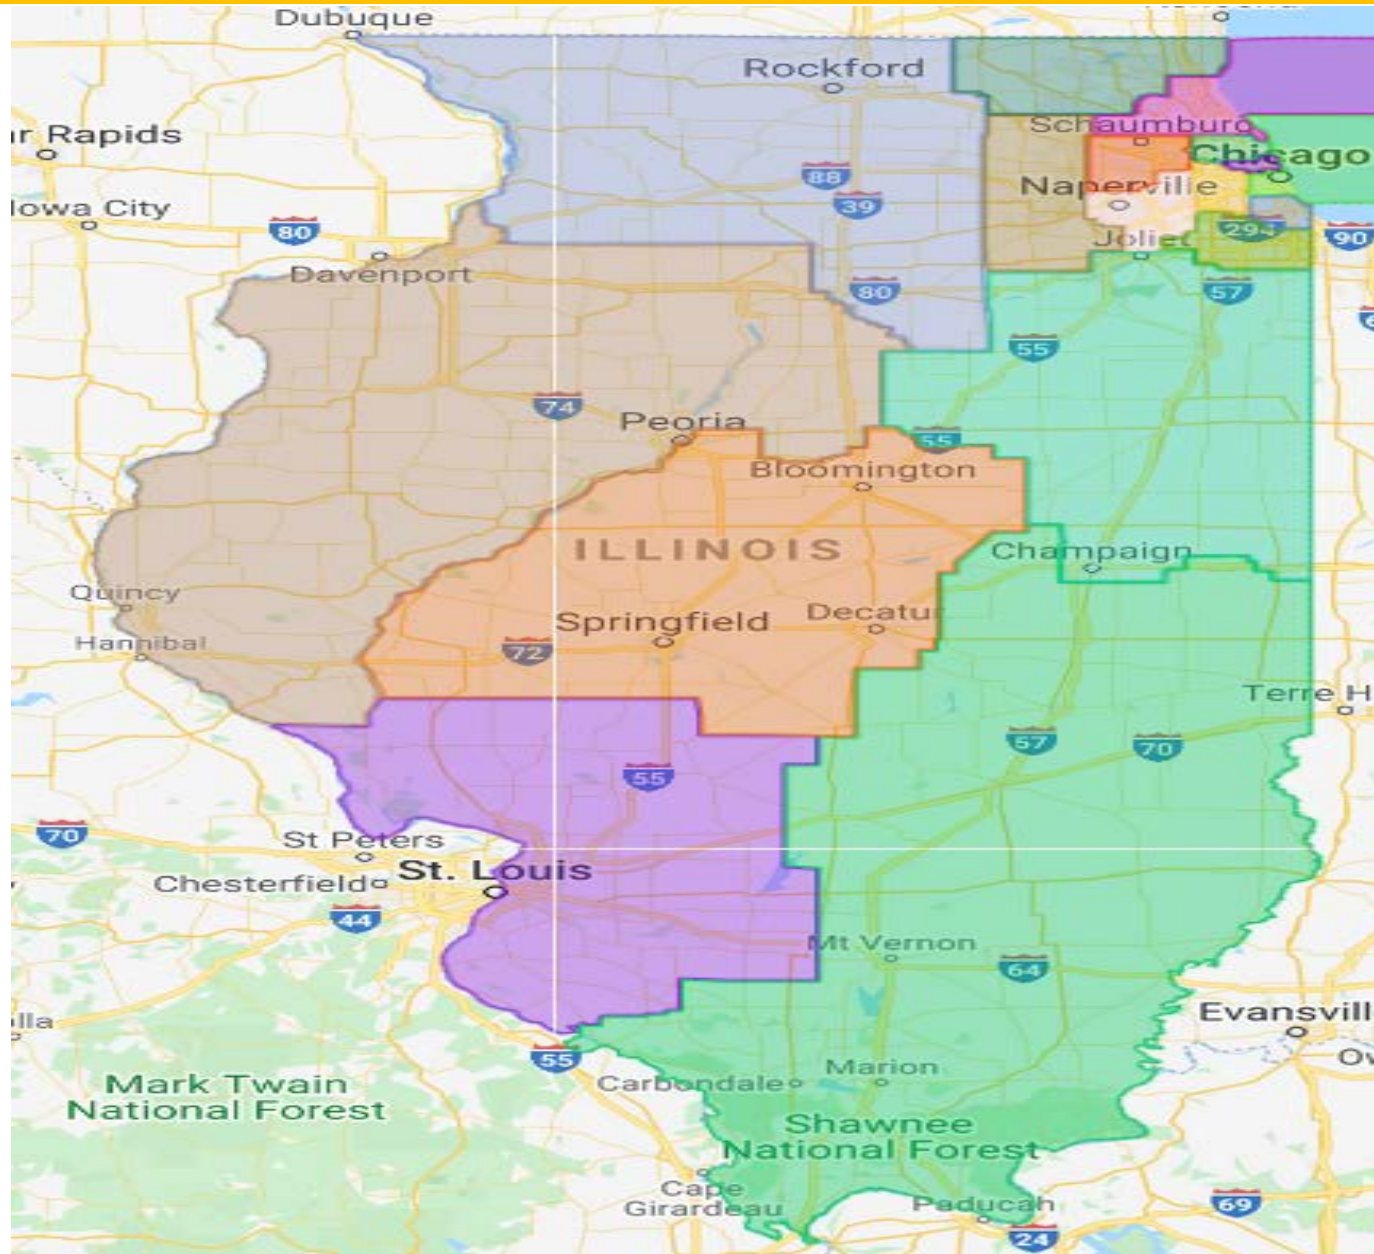 Dubuque
Rockford
Schaumburg
Rapids
Chicago
88
39
Naperville
Iowa City
80
294
90
Joliet
Davenport
80
57
55
74
Peoria
55
Bloomington
ILLINOIS
Champaign
Quincy
Springfield
Decatur
Hannibal
72
Terre H
57
70
55
70
St Peters
St. Louis
Chesterfield
44
Mt Vernon
64
Evansvill
55
Marion
Carbondale
Mark Twain
National Forest
Shawnee
National Forest
Cape
Girardeau
Paducah
69
24